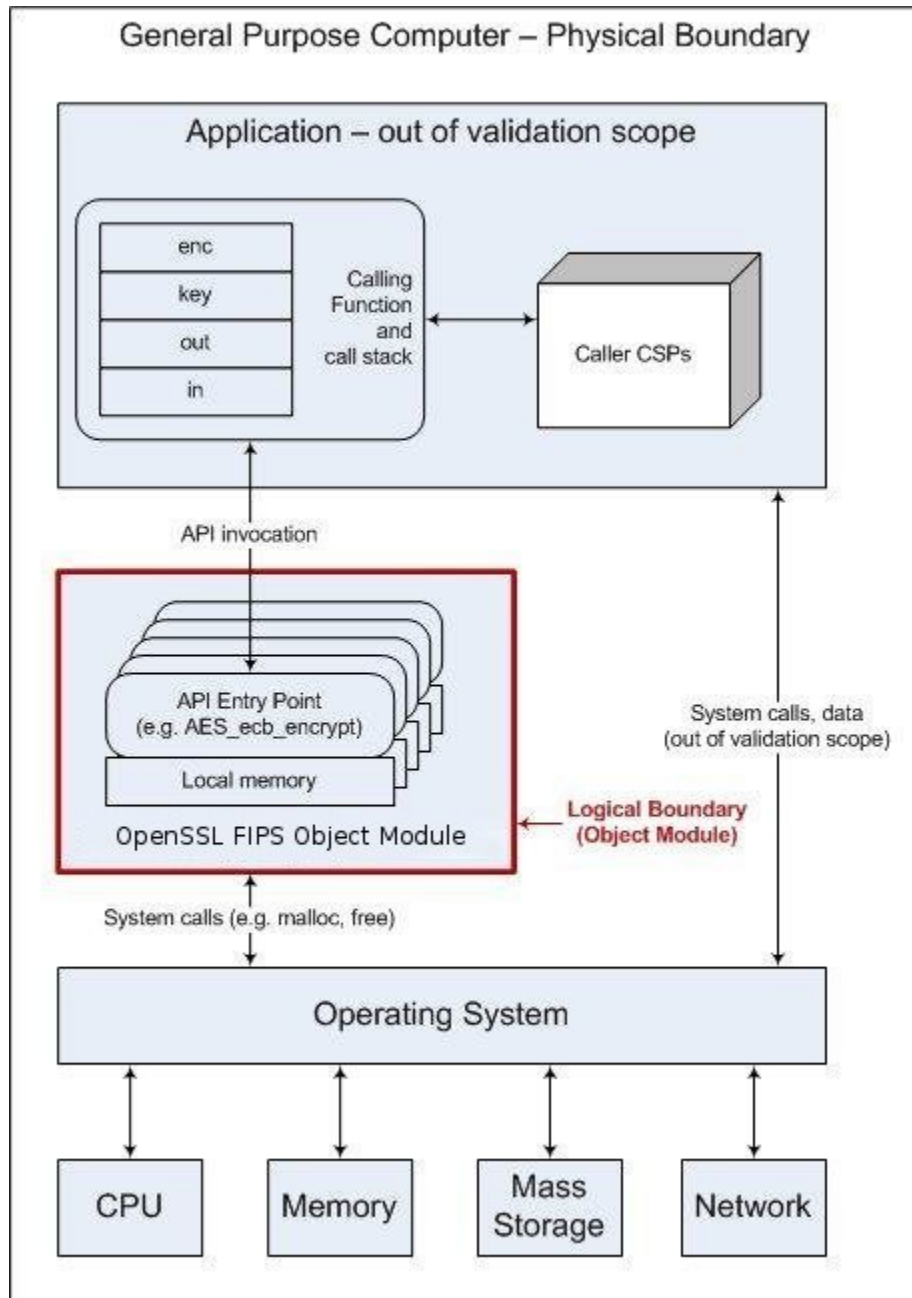 General Purpose Computer – Physical Boundary
Application – out of validation scope
enc
key
out
in
Calling
Function
and
call stack
Caller CSPs
API invocation
API Entry Point
(e.g. AES_ecb_encrypt)
Local memory
OpenSSL FIPS Object Module
System calls, data
(out of validation scope)
Logical Boundary
(Object Module)
System calls (e.g. malloc, free)
Operating System
CPU
Memory
Mass
Storage
Network